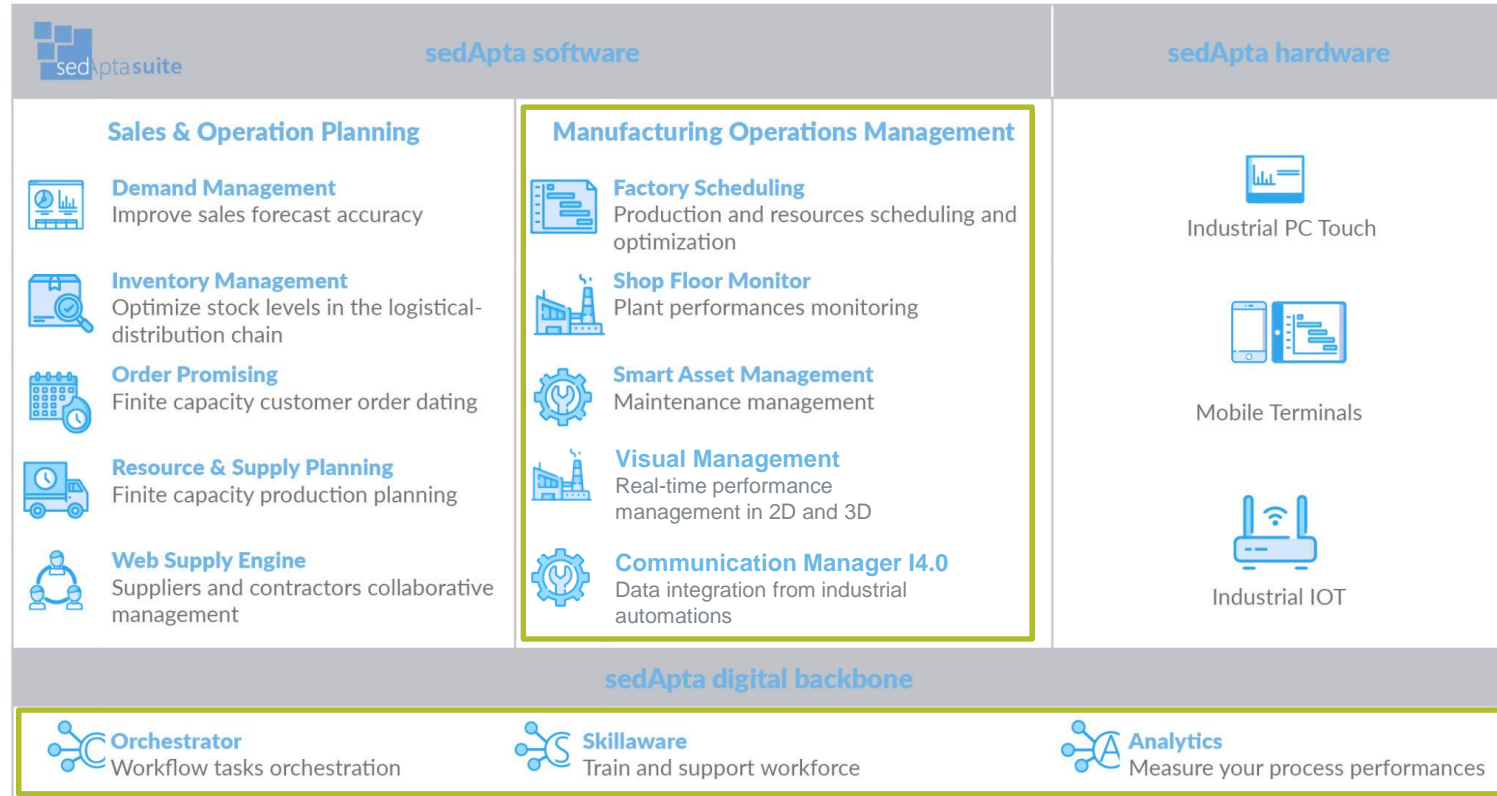 sedAptasuite
sedApta software
sedApta hardware
Sales & Operation Planning
Demand Management
Improve sales forecast accuracy
Inventory Management
Optimize stock levels in the logistical-
distribution chain
Order Promising
Finite capacity customer order dating
Resource & Supply Planning
Finite capacity production planning
Web Supply Engine
Suppliers and contractors collaborative
management
Manufacturing Operations Management
Factory Scheduling
Production and resources scheduling and
optimization
Shop Floor Monitor
Plant performances monitoring
Smart Asset Management
Maintenance management
Visual Management
Real-time performance
management in 2D and 3D
Communication Manager I4.0
Data integration from industrial
automations
Industrial PC Touch
Mobile Terminals
Industrial IOT
sedApta digital backbone
C
Orchestrator
Workflow tasks orchestration
S
Skillaware
Train and support workforce
A
Analytics
Measure your process performances